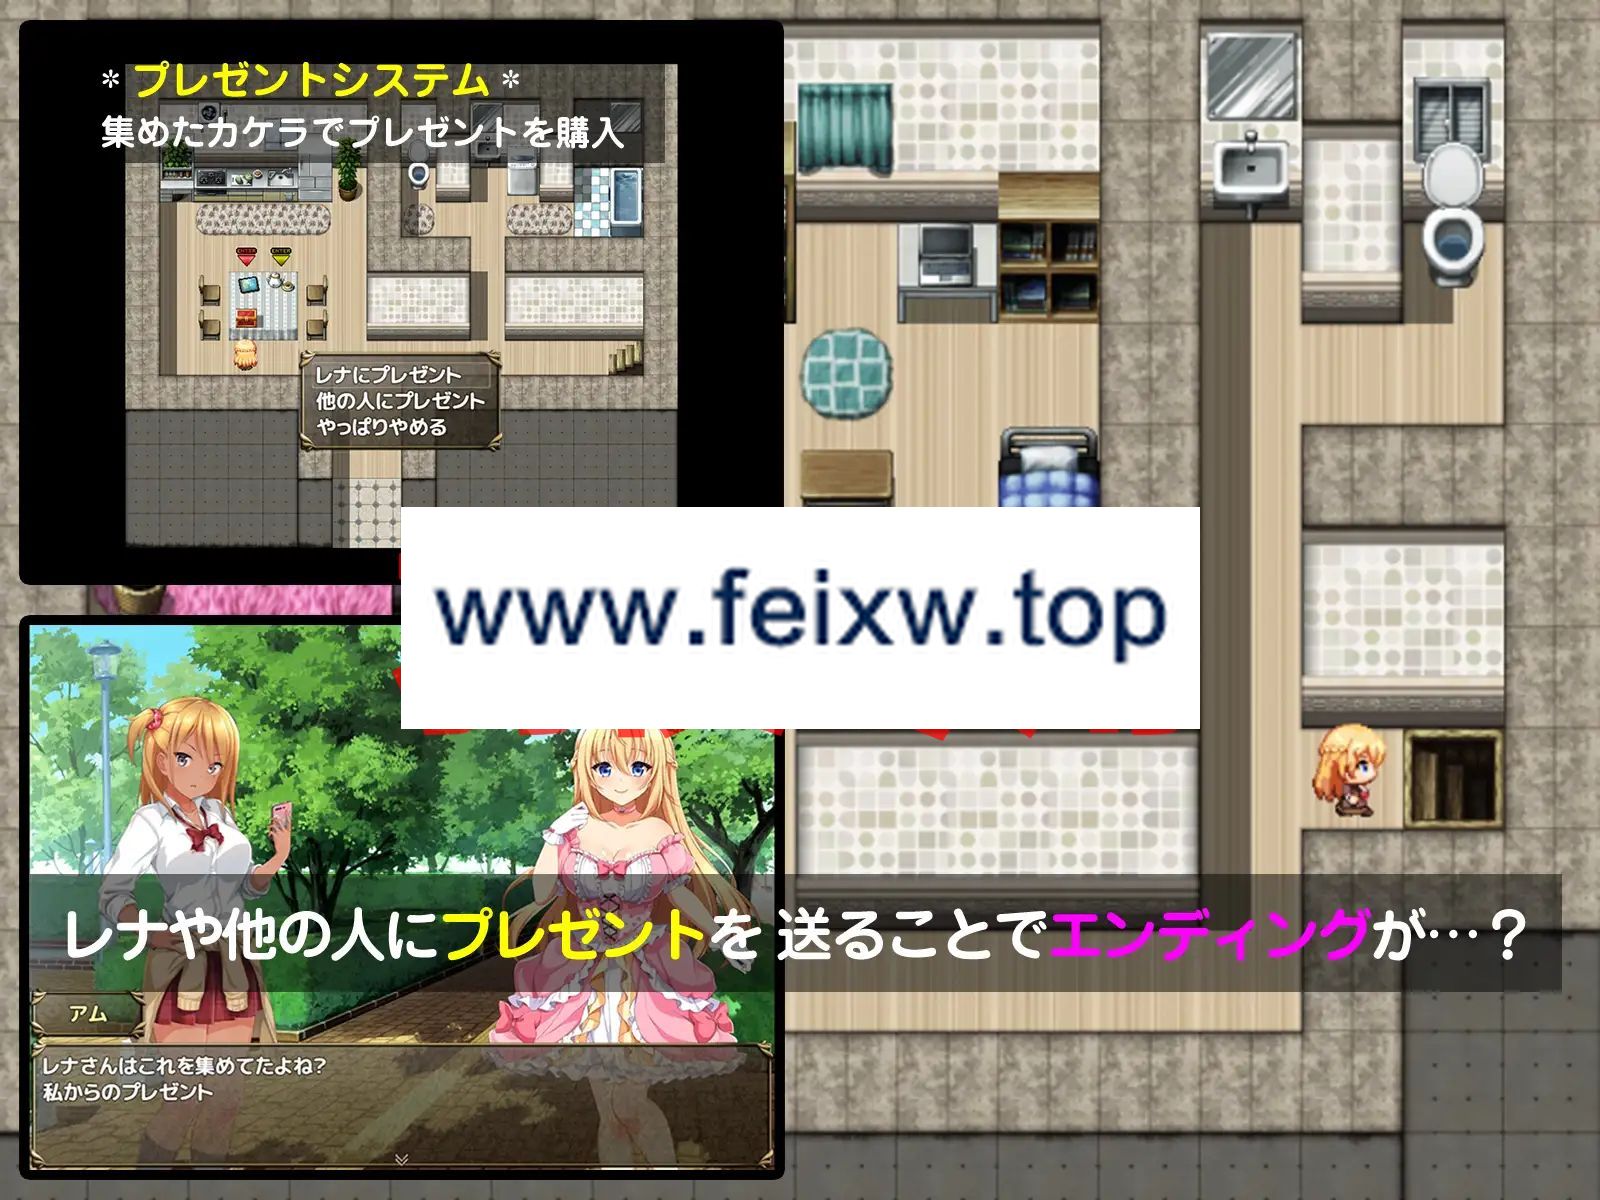 * プレゼントシステム *
集めたカケラでプレゼントを購入
レナにプレゼント
他の人にプレゼント
やっぱりやめる
www.feixw.top
レナや他の人にプレゼントを送ることでエンディングが…？
アム
レナさんはこれを集めてたよね?
私からのプレゼント